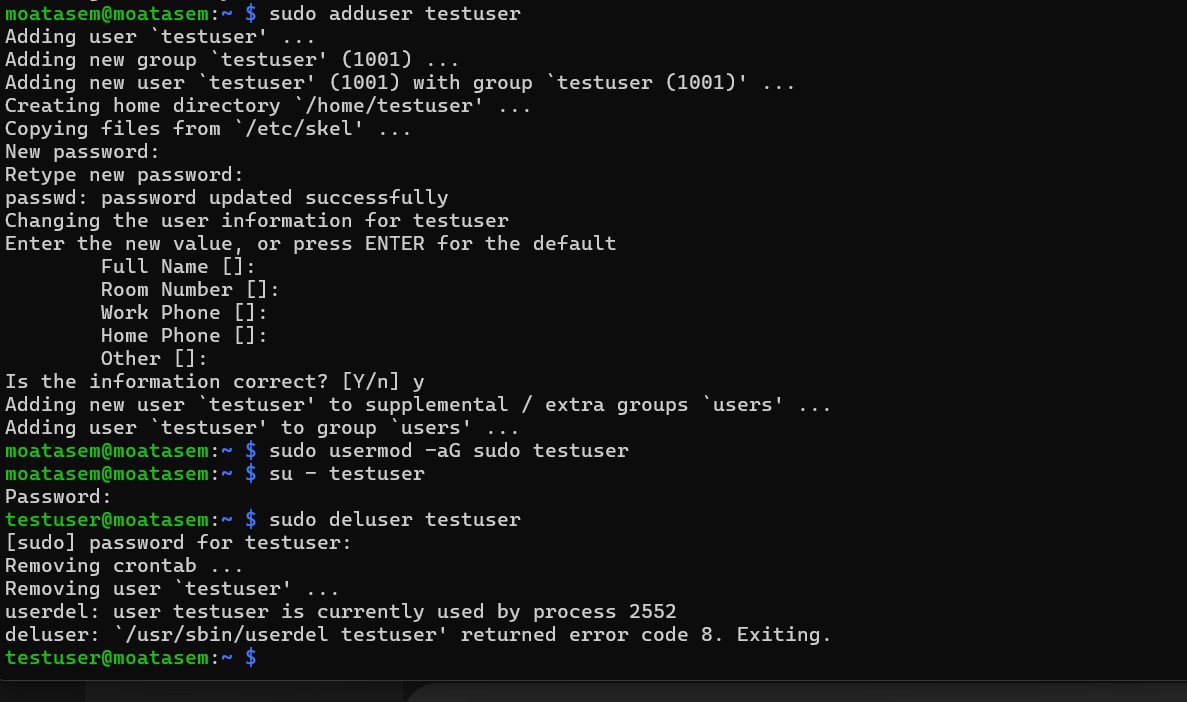 moatasem@moatasem:~ $ sudo adduser testuser
Adding user `testuser' ...
Adding new group `testuser' (1001) ...
Adding new user `testuser' (1001) with group `testuser (1001)' ...
Creating home directory `/home/testuser' ...
Copying files from `/etc/skel' ...
New password:
Retype new password:
passwd: password updated successfully
Changing the user information for testuser
Enter the new value, or press ENTER for the default
        Full Name []:
        Room Number []:
        Work Phone []:
        Home Phone []:
        Other []:
Is the information correct? [Y/n] y
Adding new user `testuser' to supplemental / extra groups `users' ...
Adding user `testuser' to group `users' ...
moatasem@moatasem:~ $ sudo usermod -aG sudo testuser
moatasem@moatasem:~ $ su - testuser
Password:
testuser@moatasem:~ $ sudo deluser testuser
[sudo] password for testuser:
Removing crontab ...
Removing user `testuser' ...
userdel: user testuser is currently used by process 2552
deluser: `/usr/sbin/userdel testuser' returned error code 8. Exiting.
testuser@moatasem:~ $